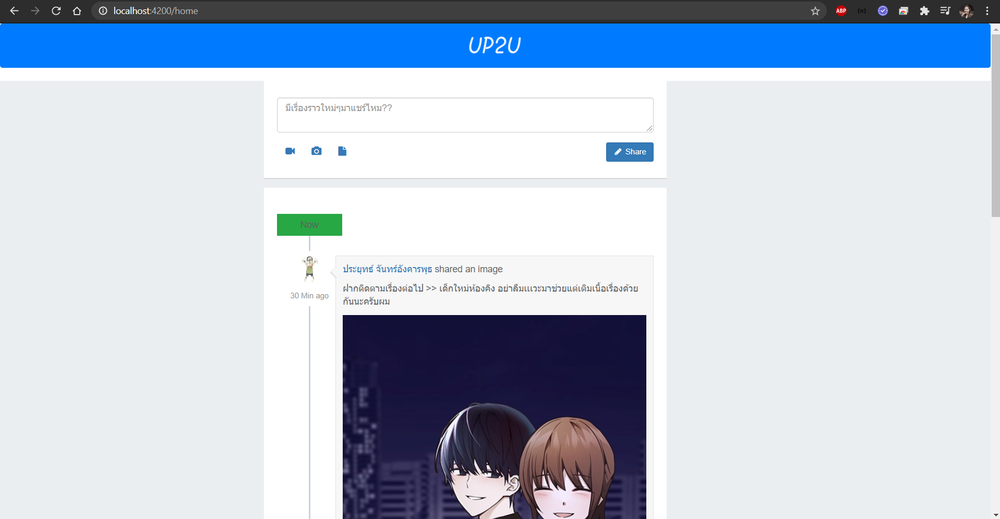 localhost:4200/home
ABP
UP2U
มีเรื่องราวใหม่ๆมาแชร์ไหม??
Share
Now
ประยุทธ์ จันทร์อังคารพุธ shared an image
ฝากติดตามเรื่องต่อไป >> เด็กใหม่ห้องคิง อย่าลืมเเเวะมาช่วยแต่เติมเนื้อเรื่องด้วย
กันนะครับผม
30 Min ago